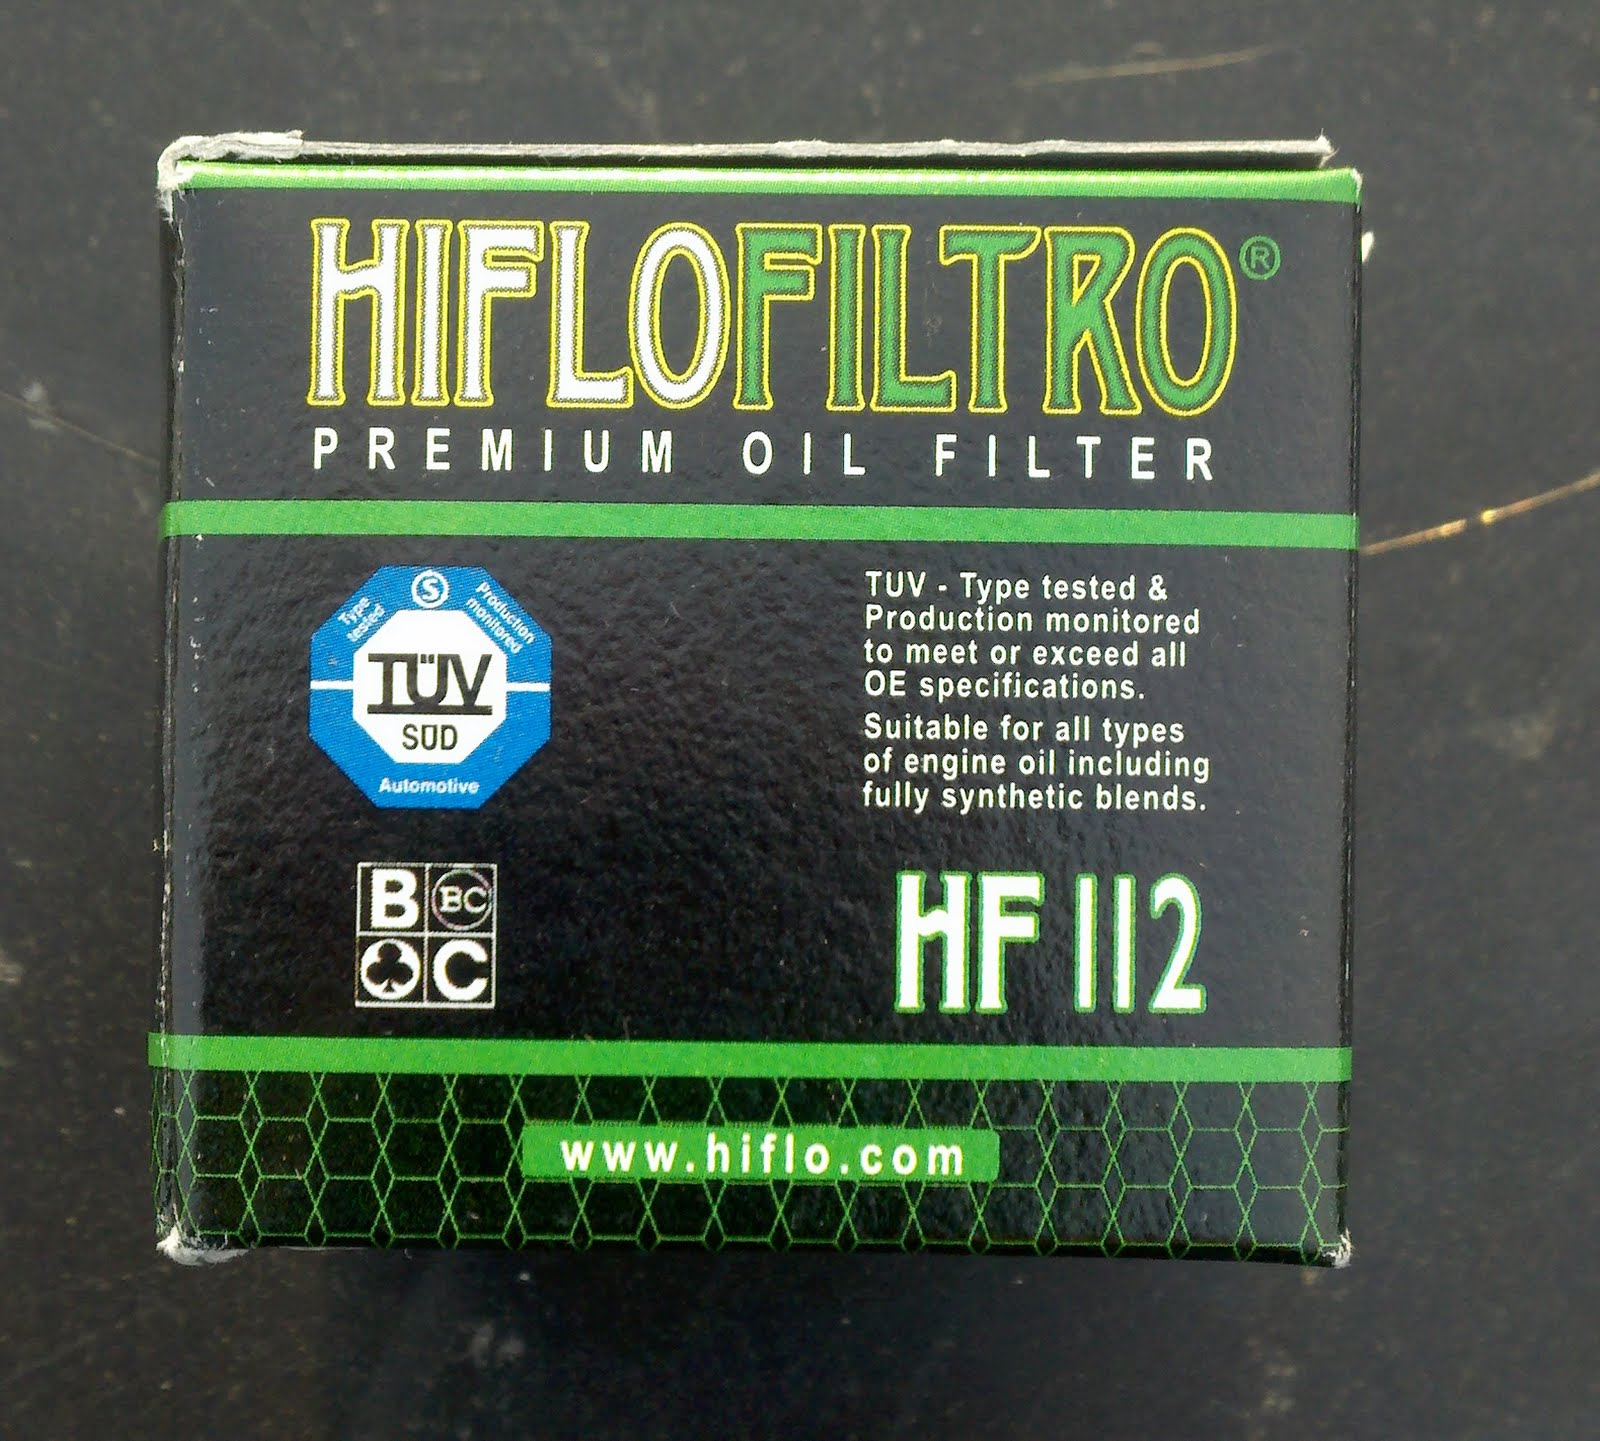 HIFLOFILTRO®
PREMIUM OIL FILTER
S
Type
tested
Production
monitored
TÜV
SÜD
Automotive
TUV - Type tested &
Production monitored
to meet or exceed all
OE specifications.
Suitable for all types
of engine oil including
fully synthetic blends.
B BC
C
HF 112
www.hiflo.com